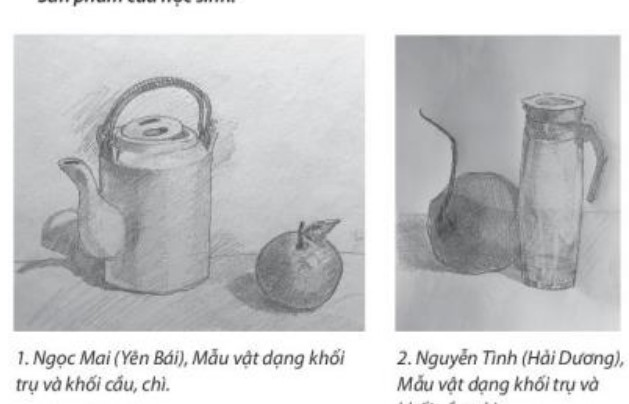 Sản phẩm của học sinh.
1. Ngọc Mai (Yên Bái), Mẫu vật dạng khối
trụ và khối cầu, chì.
2. Nguyễn Tình (Hải Dương),
Mẫu vật dạng khối trụ và